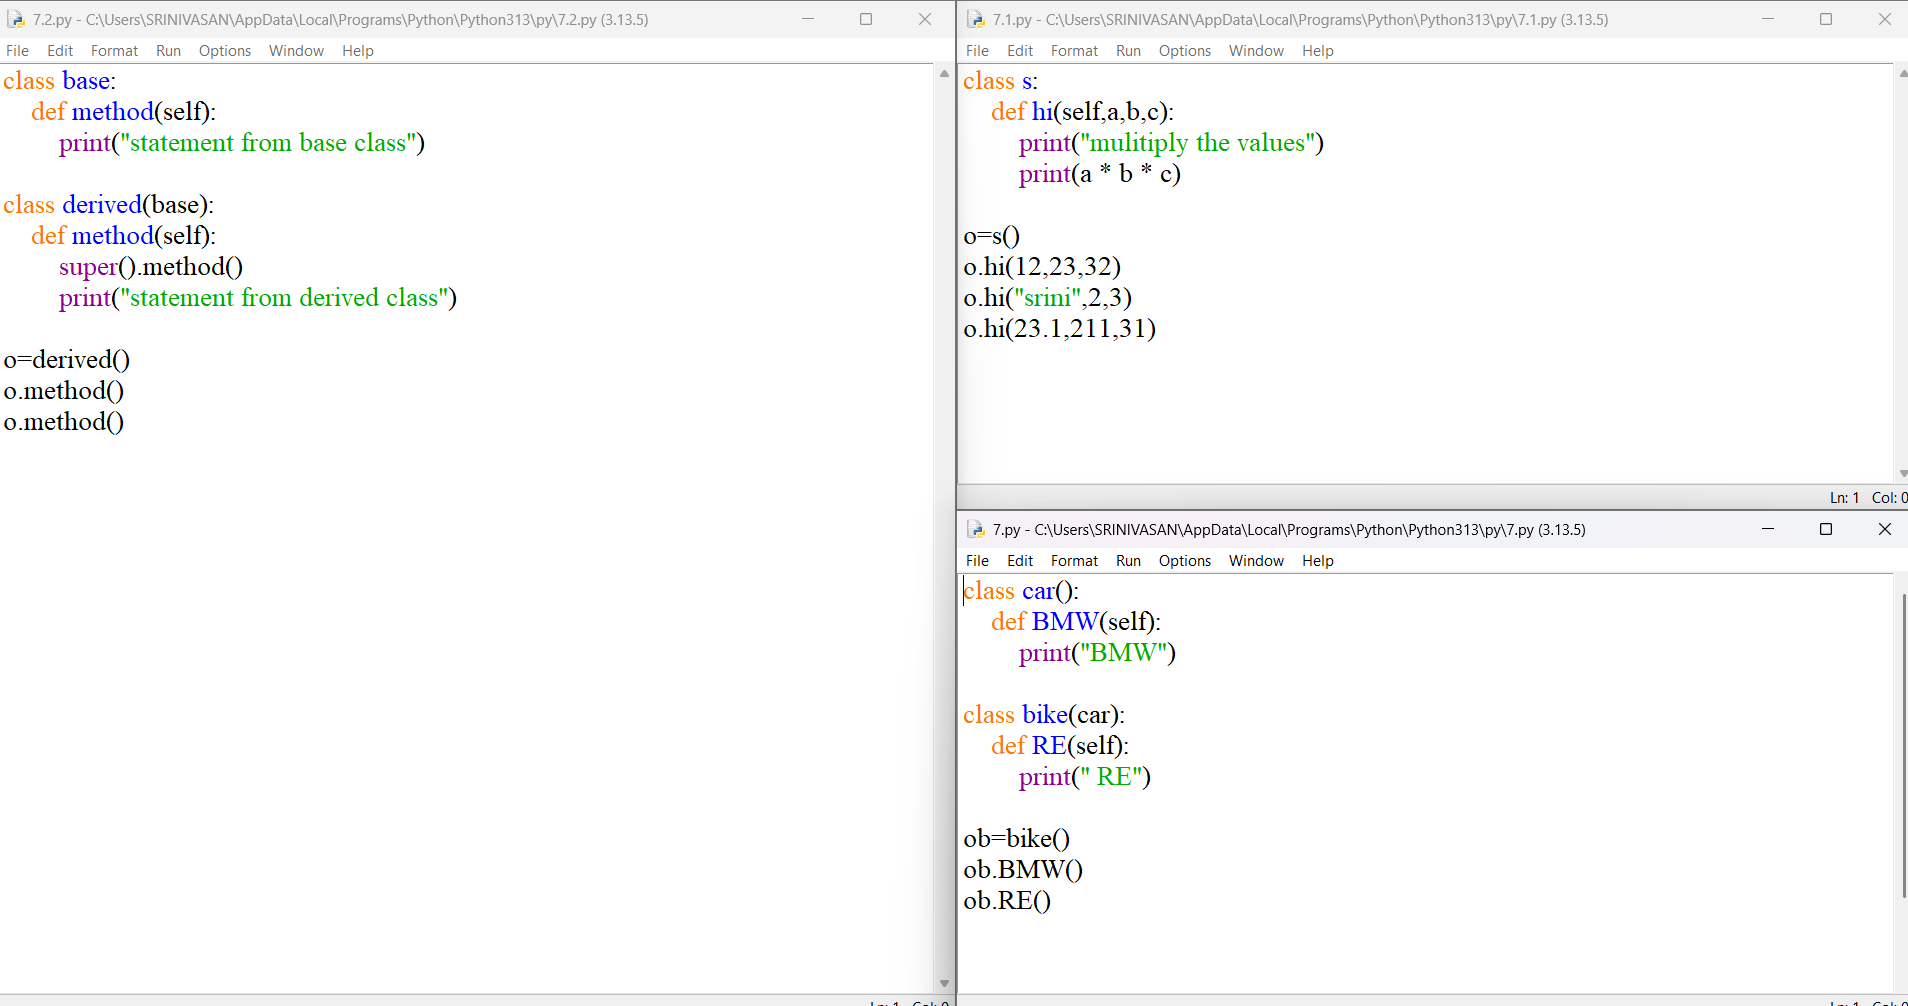 7.2.py - C:\Users\SRINIVASAN\AppData\Local\Programs\Python\Python313\py\7.2.py (3.13.5)
File Edit Format Run Options Window Help
class base:
    def method(self):
        print("statement from base class")
class derived(base):
    def method(self):
        super().method()
        print("statement from derived class")
o=derived()
o.method()
o.method()
7.1.py - C:\Users\SRINIVASAN\AppData\Local\Programs\Python\Python313\py\7.1.py (3.13.5)
File Edit Format Run Options Window Help
class s:
    def hi(self,a,b,c):
        print("mulitiply the values")
        print(a * b * c)
o=s()
o.hi(12,23,32)
o.hi("srini",2,3)
o.hi(23.1,211,31)
Ln: 1 Col: 0
7.py - C:\Users\SRINIVASAN\AppData\Local\Programs\Python\Python313\py\7.py (3.13.5)
File Edit Format Run Options Window Help
class car():
    def BMW(self):
        print("BMW")
class bike(car):
    def RE(self):
        print(" RE")
ob=bike()
ob.BMW()
ob.RE()